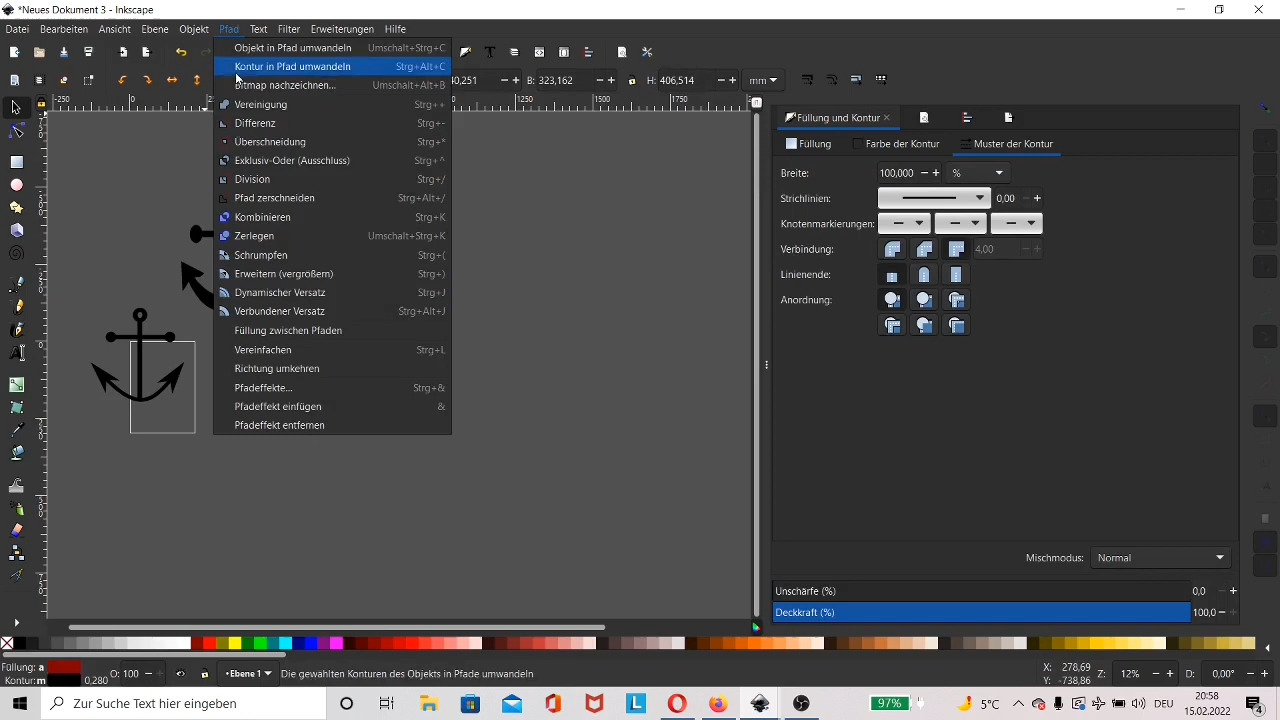 *Neues Dokument 3 - Inkscape
Datei Bearbeiten Ansicht Ebene Objekt Pfad Text Filter Erweiterungen Hilfe
Objekt in Pfad umwandeln Umschalt+Strg+C
Kontur in Pfad umwandeln Strg+Alt+C
Bitmap nachzeichnen... Umschalt+Alt+B
Vereinigung Strg++
Differenz Strg+-
Überschneidung Strg+*
Exklusiv-Oder (Ausschluss) Strg+^
Division Strg+/
Pfad zerschneiden Strg+Alt+/
Kombinieren Strg+K
Zerlegen Umschalt+Strg+K
Schrumpfen Strg+(
Erweitern (vergrößern) Strg+)
Dynamischer Versatz Strg+J
Verbundener Versatz Strg+Alt+J
Füllung zwischen Pfaden
Vereinfachen Strg+L
Richtung umkehren
Pfadeffekte... Strg+&
Pfadeffekt einfügen &
Pfadeffekt entfernen
40,251 B: 323,162 H: 406,514 mm
-250 0 1000 1250 1500 1750
Füllung und Kontur
Füllung Farbe der Kontur Muster der Kontur
Breite: 100,000 %
Strichlinien: 0,00
Knotenmarkierungen:
Verbindung: 4,00
Linienende:
Anordnung:
Mischmodus: Normal
Unschärfe (%) 0,0
Deckkraft (%) 100,0
Füllung: a
Kontur: m 0,280 O: 100 •Ebene 1 Die gewählten Konturen des Objekts in Pfade umwandeln
X: 278,69
Y: -738,86
Z: 12% D: 0,00°
Zur Suche Text hier eingeben
97% 5°C DEU
20:58
15.02.2022
4